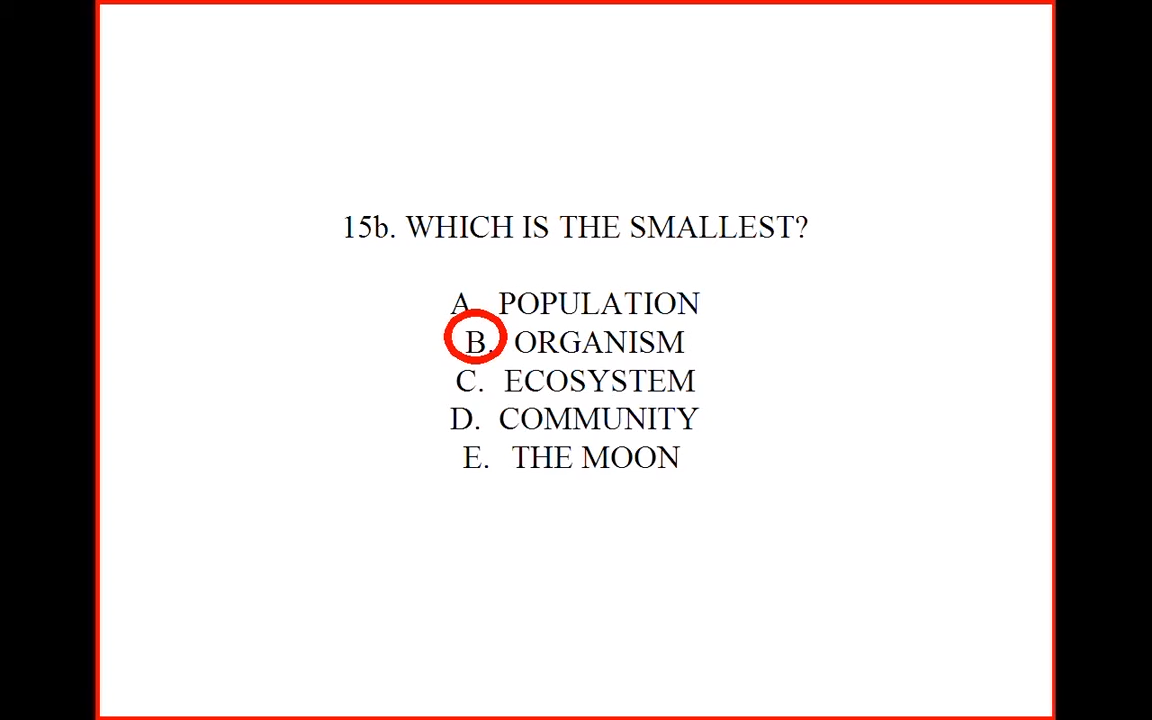 15b. WHICH IS THE SMALLEST?
A. POPULATION
B. ORGANISM
C. ECOSYSTEM
D. COMMUNITY
E. THE MOON